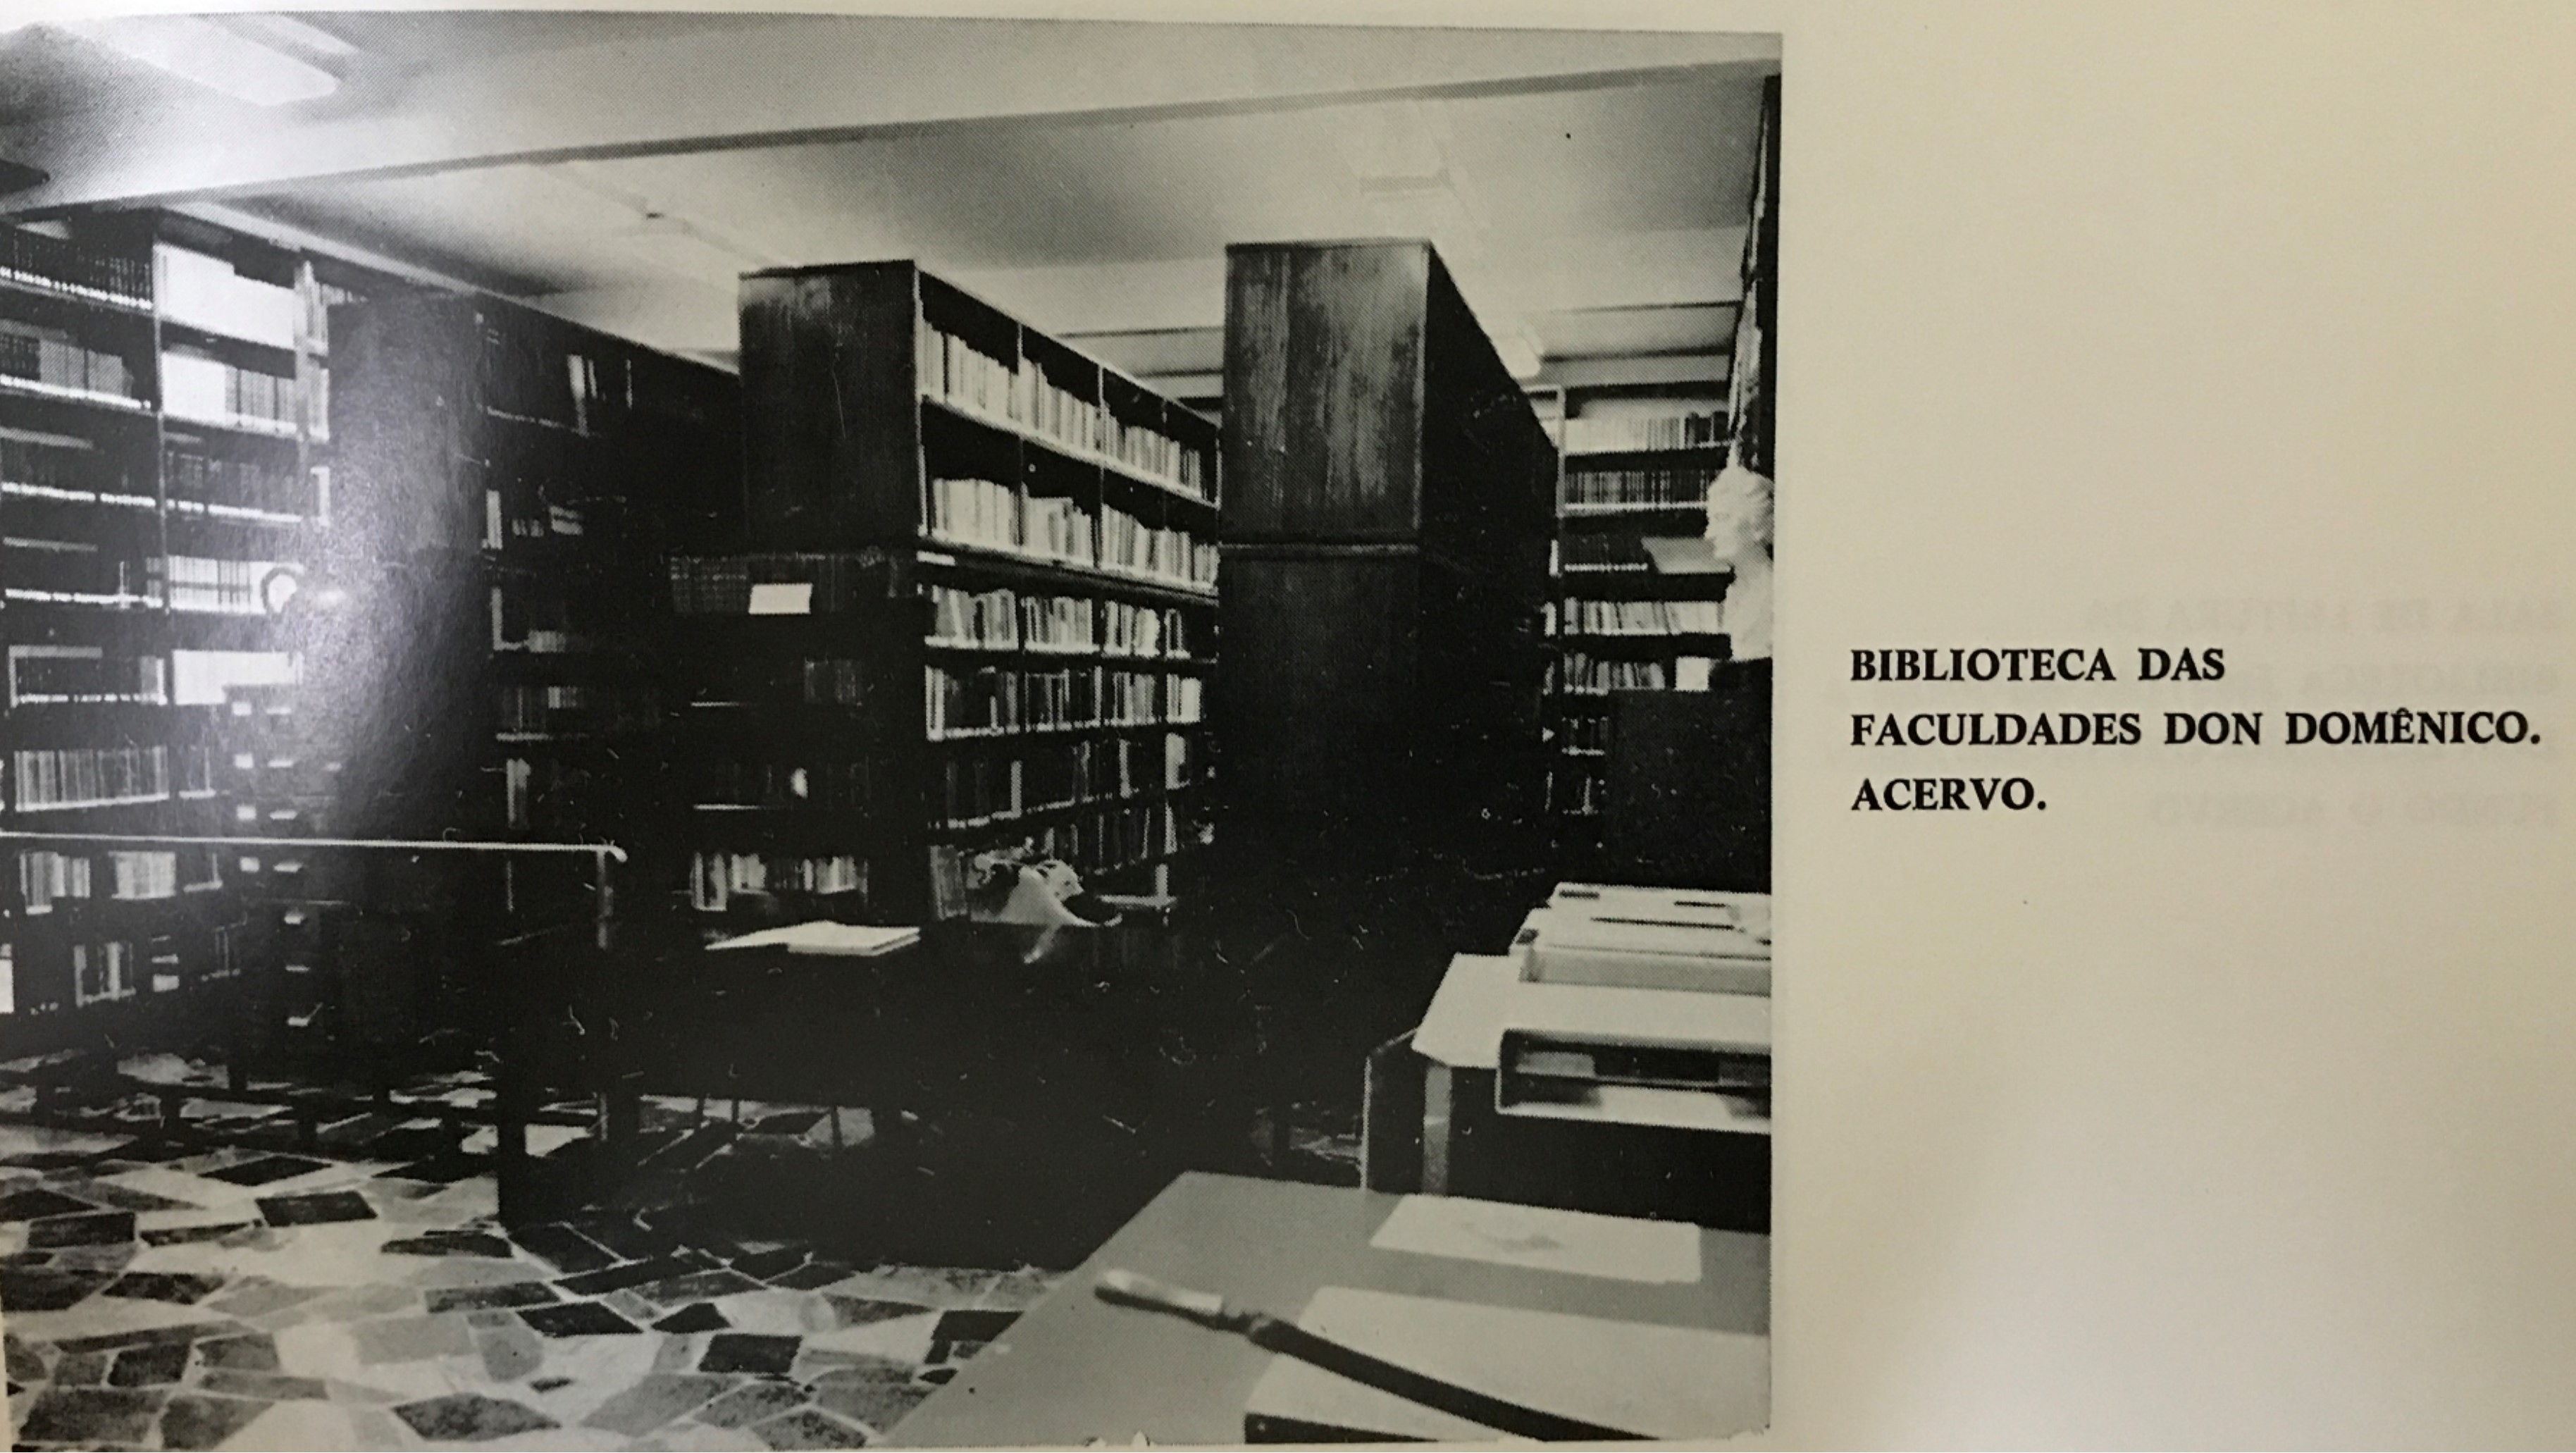 BIBLIOTECA DAS
FACULDADES DON DOMÊNICO.
ACERVO.